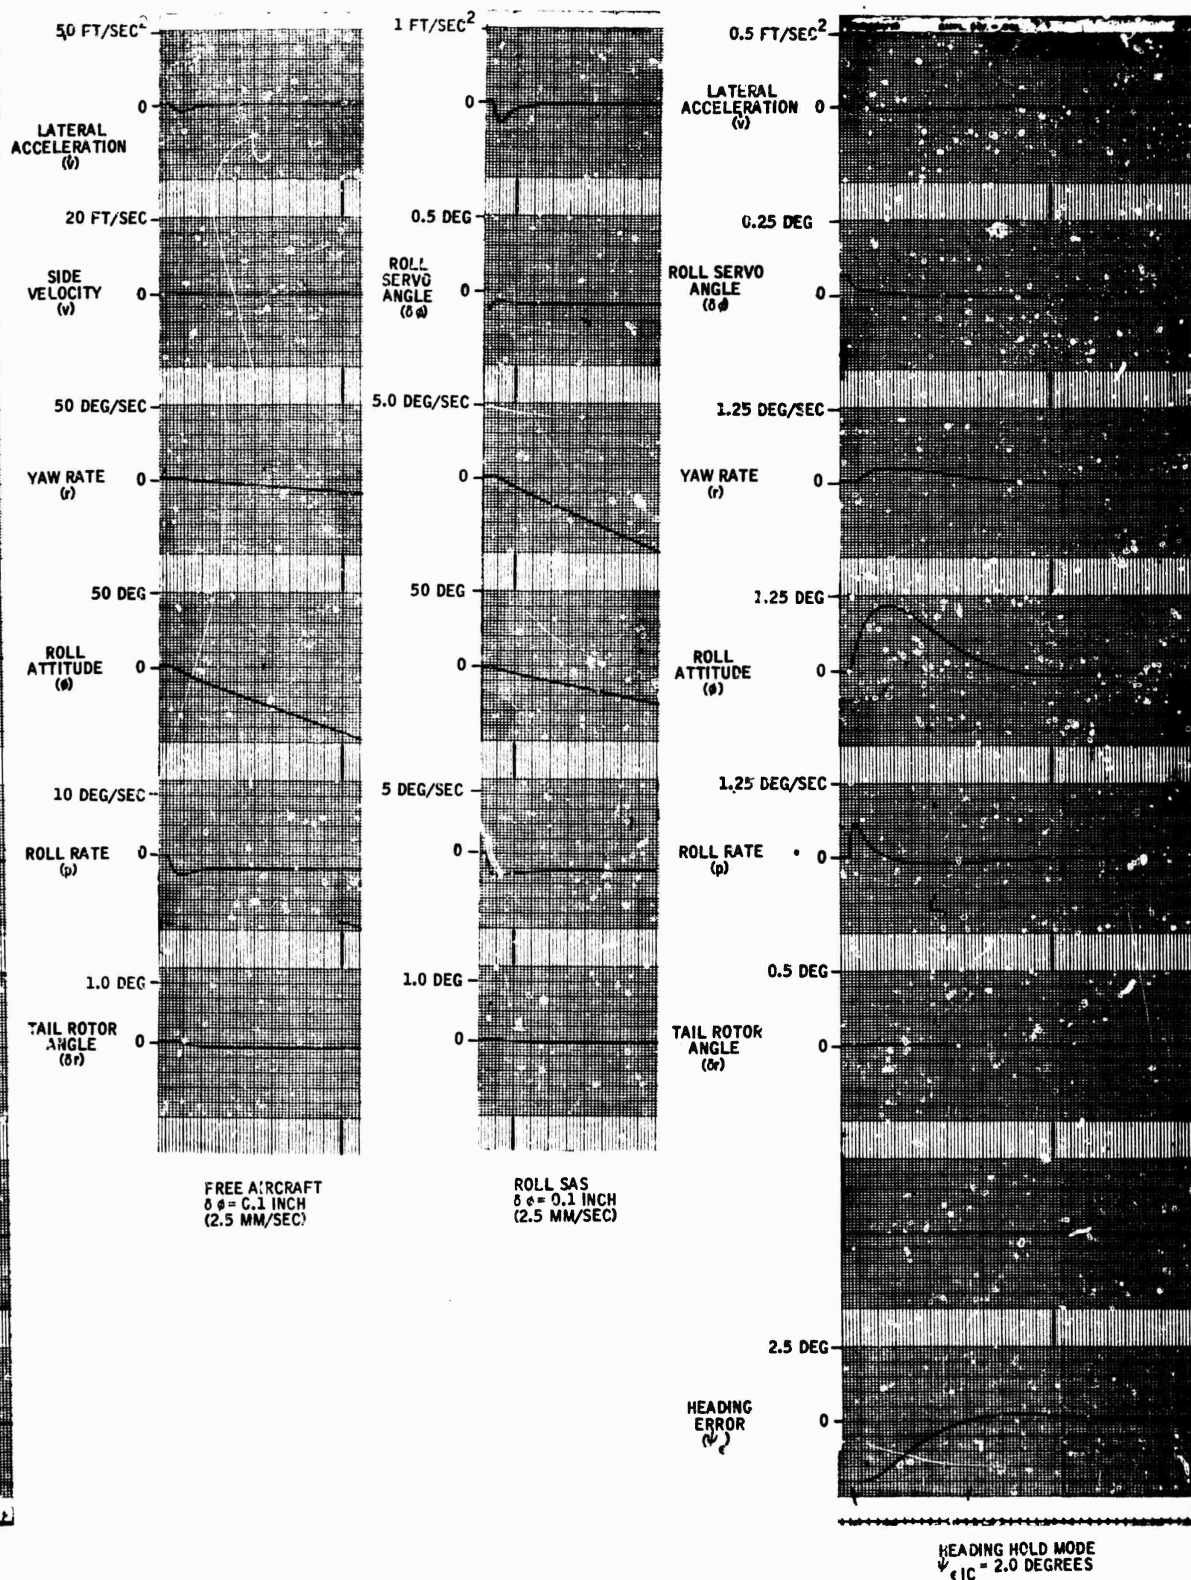 50 FT/SEC²
0
LATERAL
ACCELERATION
(v̇)
20 FT/SEC
SIDE
VELOCITY
(v)
0
50 DEG/SEC
YAW RATE
(r)
0
50 DEG
ROLL
ATTITUDE
(ø)
0
10 DEG/SEC
ROLL RATE
(p)
0
1.0 DEG
TAIL ROTOR
ANGLE
(δr)
0
FREE AIRCRAFT
δ ø = 0.1 INCH
(2.5 MM/SEC)
1 FT/SEC²
0
0.5 DEG
ROLL
SERVO
ANGLE
(δ ø)
0
5.0 DEG/SEC
0
50 DEG
0
5 DEG/SEC
0
1.0 DEG
0
ROLL SAS
δ ø = 0.1 INCH
(2.5 MM/SEC)
0.5 FT/SEC²
LATERAL
ACCELERATION
(v̇)
0
0.25 DEG
ROLL SERVO
ANGLE
(δ ø)
0
1.25 DEG/SEC
YAW RATE
(r)
0
1.25 DEG
ROLL
ATTITUDE
(ø)
0
1.25 DEG/SEC
ROLL RATE
(p)
0
0.5 DEG
TAIL ROTOR
ANGLE
(δr)
0
2.5 DEG
HEADING
ERROR
(ψε)
0
HEADING HOLD MODE
ψε IC = 2.0 DEGREES